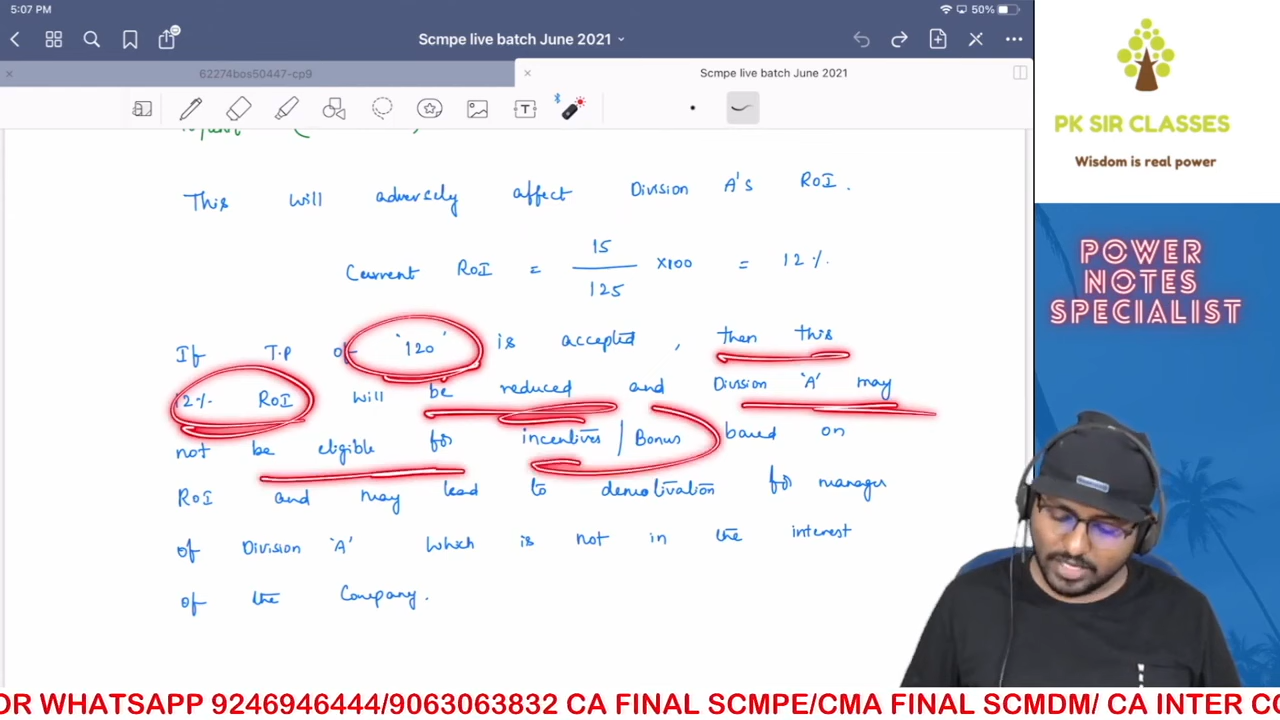 5:07 PM
50%
Scmpe live batch June 2021
62274bos50447-cp9
Scmpe live batch June 2021
This will adversely affect Division A's RoI.
Current RoI = 15 / 125 ×100 = 12%.
If T.P of '120' is accepted, then this
12% RoI will be reduced and Division 'A' may
not be eligible for incentives / Bonus based on
RoI and may lead to demotivation for manager
of Division 'A' which is not in the interest
of the Company.
PK SIR CLASSES
Wisdom is real power
POWER
NOTES
SPECIALIST
OR WHATSAPP 9246946444/9063063832 CA FINAL SCMPE/CMA FINAL SCMDM/ CA INTER CO